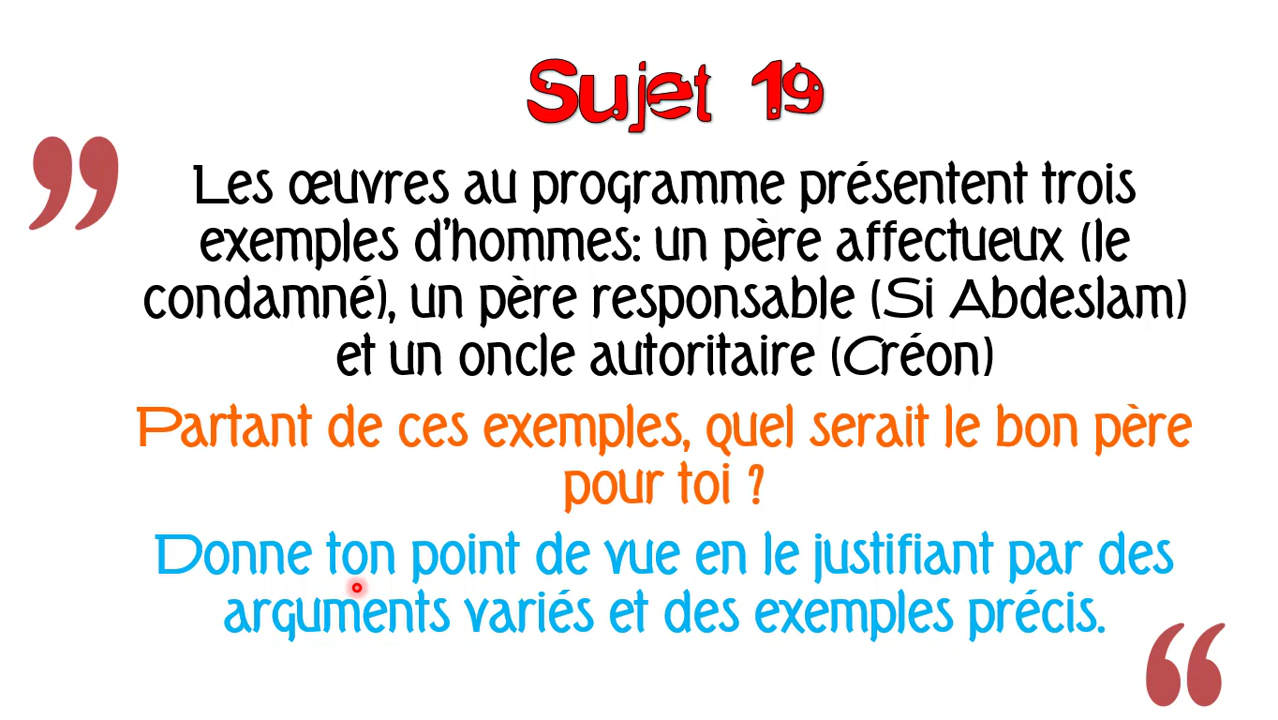 Sujet 19
Les œuvres au programme présentent trois
exemples d'hommes: un père affectueux (le
condamné), un père responsable (Si Abdeslam)
et un oncle autoritaire (Créon)
Partant de ces exemples, quel serait le bon père
pour toi ?
Donne ton point de vue en le justifiant par des
arguments variés et des exemples précis.